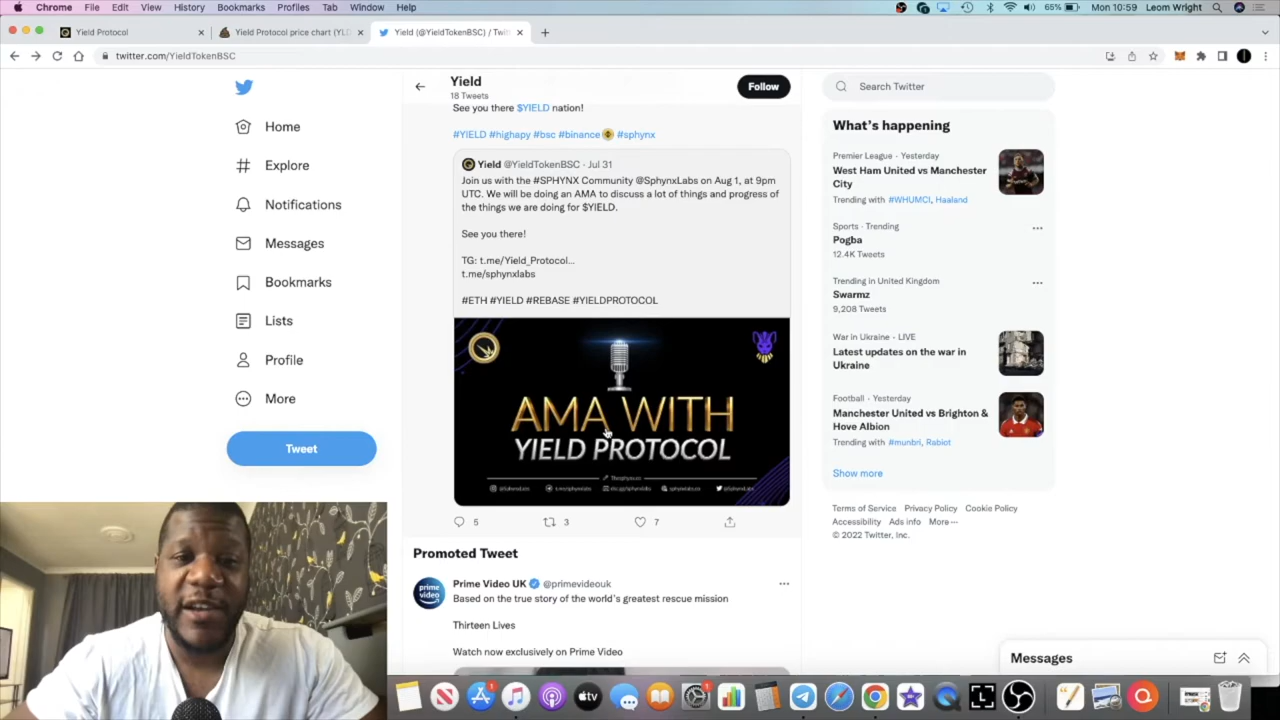 Chrome File Edit View History Bookmarks Profiles Tab Window Help 65% Mon 10:59 Leom Wright
Yield Protocol
Yield Protocol price chart (YLD
Yield (@YieldTokenBSC) / Twitt
twitter.com/YieldTokenBSC
Home
Explore
Notifications
Messages
Bookmarks
Lists
Profile
More
Tweet
Yield
18 Tweets
Follow
See you there $YIELD nation!
#YIELD #highapy #bsc #binance #sphynx
Yield @YieldTokenBSC · Jul 31
Join us with the #SPHYNX Community @SphynxLabs on Aug 1, at 9pm
UTC. We will be doing an AMA to discuss a lot of things and progress of
the things we are doing for $YIELD.
See you there!
TG: t.me/Yield_Protocol...
t.me/sphynxlabs
#ETH #YIELD #REBASE #YIELDPROTOCOL
AMA WITH
YIELD PROTOCOL
5 3 7
Promoted Tweet
Prime Video UK @primevideouk
Based on the true story of the world's greatest rescue mission
Thirteen Lives
Watch now exclusively on Prime Video
Search Twitter
What's happening
Premier League · Yesterday
West Ham United vs Manchester
City
Trending with #WHUMCI, Haaland
Sports · Trending
Pogba
12.4K Tweets
Trending in United Kingdom
Swarmz
9,208 Tweets
War in Ukraine · LIVE
Latest updates on the war in
Ukraine
Football · Yesterday
Manchester United vs Brighton &
Hove Albion
Trending with #munbri, Rabiot
Show more
Terms of Service Privacy Policy Cookie Policy
Accessibility Ads info More ···
© 2022 Twitter, Inc.
Messages
prime
video
tv